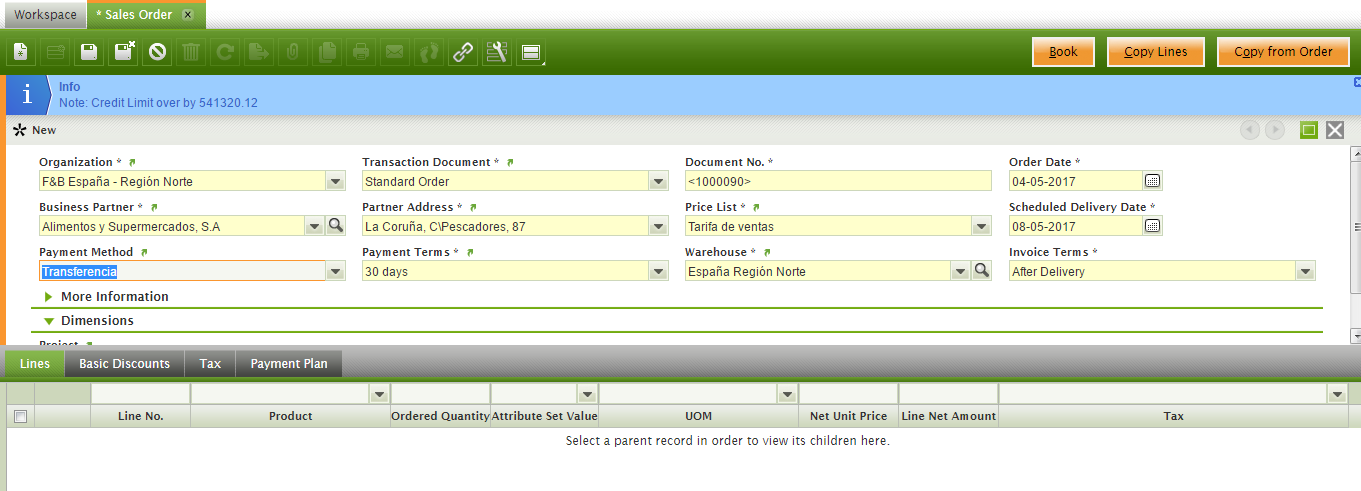 Workspace
* Sales Order
Book
Copy Lines
Copy from Order
i
Info
Note: Credit Limit over by 541320.12
New
Organization *
Transaction Document *
Document No. *
Order Date *
F&B España - Región Norte
Standard Order
<1000090>
04-05-2017
Business Partner *
Partner Address *
Price List *
Scheduled Delivery Date *
Alimentos y Supermercados, S.A
La Coruña, C\Pescadores, 87
Tarifa de ventas
08-05-2017
Payment Method
Payment Terms *
Warehouse *
Invoice Terms *
Transferencia
30 days
España Región Norte
After Delivery
More Information
Dimensions
Project
Lines
Basic Discounts
Tax
Payment Plan
Line No.
Product
Ordered Quantity
Attribute Set Value
UOM
Net Unit Price
Line Net Amount
Tax
Select a parent record in order to view its children here.